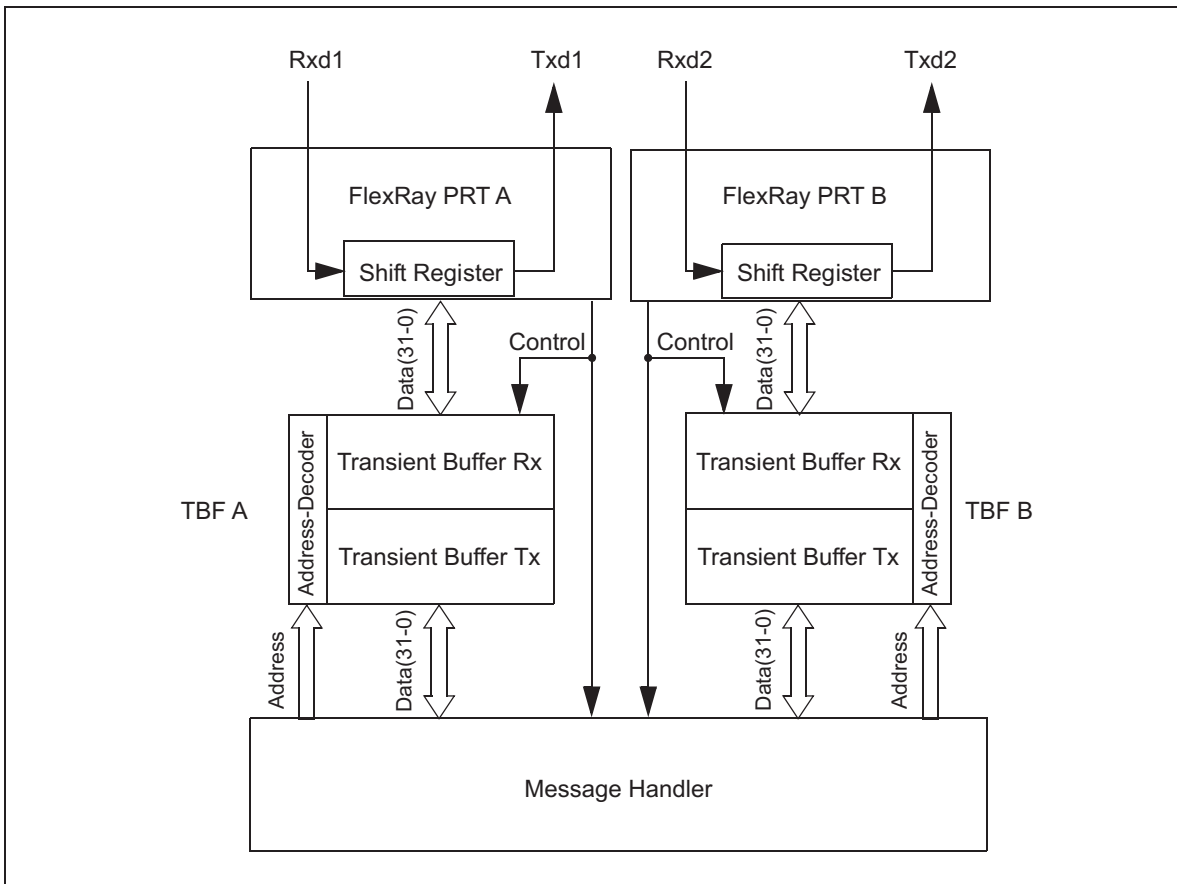 Rxd1
Txd1
Rxd2
Txd2
FlexRay PRT A
FlexRay PRT B
Shift Register
Shift Register
Data(31-0)
Control
Control
Data(31-0)
TBF A
Address-Decoder
Transient Buffer Rx
Transient Buffer Tx
Transient Buffer Rx
Transient Buffer Tx
Address-Decoder
TBF B
Address
Data(31-0)
Data(31-0)
Address
Message Handler